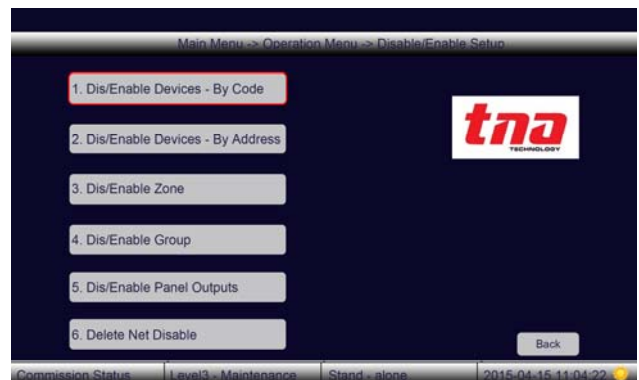 Main Menu -> Operation Menu -> Disable/Enable Setup
1. Dis/Enable Devices - By Code
2. Dis/Enable Devices - By Address
3. Dis/Enable Zone
4. Dis/Enable Group
5. Dis/Enable Panel Outputs
6. Delete Net Disable
tna
TECHNOLOGY
Back
Commission Status
Level3 - Maintenance
Stand - alone
2015-04-15 11:04:22